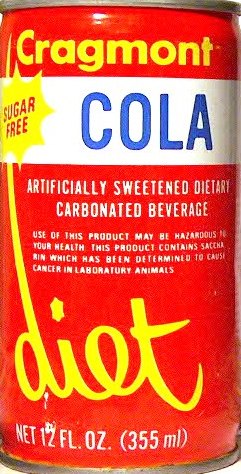 Cragmont
SUGAR
FREE
COLA
ARTIFICIALLY SWEETENED DIETARY
CARBONATED BEVERAGE
USE OF THIS PRODUCT MAY BE HAZARDOUS TO
YOUR HEALTH. THIS PRODUCT CONTAINS SACCHA
RIN WHICH HAS BEEN DETERMINED TO CAUSE
CANCER IN LABORATORY ANIMALS
diet
NET 12 FL. OZ. (355 ml)